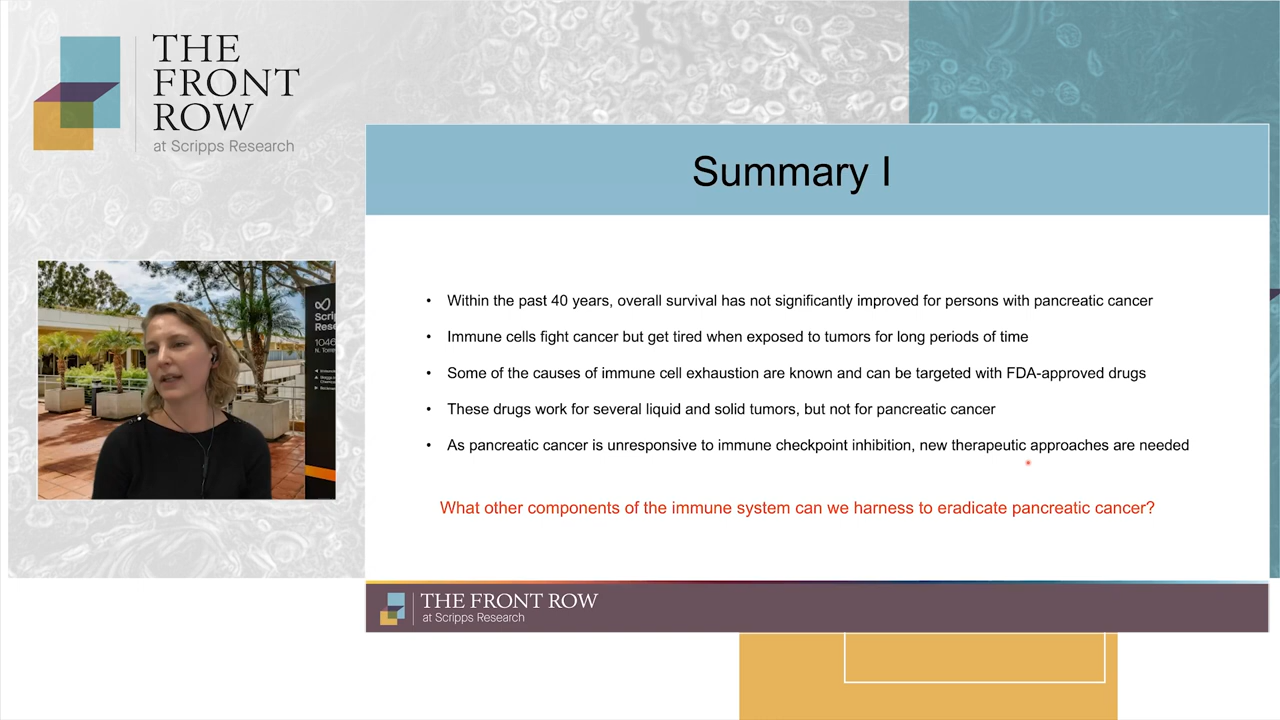 THE
FRONT
ROW
at Scripps Research
Summary I
• Within the past 40 years, overall survival has not significantly improved for persons with pancreatic cancer
• Immune cells fight cancer but get tired when exposed to tumors for long periods of time
• Some of the causes of immune cell exhaustion are known and can be targeted with FDA-approved drugs
• These drugs work for several liquid and solid tumors, but not for pancreatic cancer
• As pancreatic cancer is unresponsive to immune checkpoint inhibition, new therapeutic approaches are needed
What other components of the immune system can we harness to eradicate pancreatic cancer?
Scri
Rese
1046
N. Torre
THE FRONT ROW
at Scripps Research